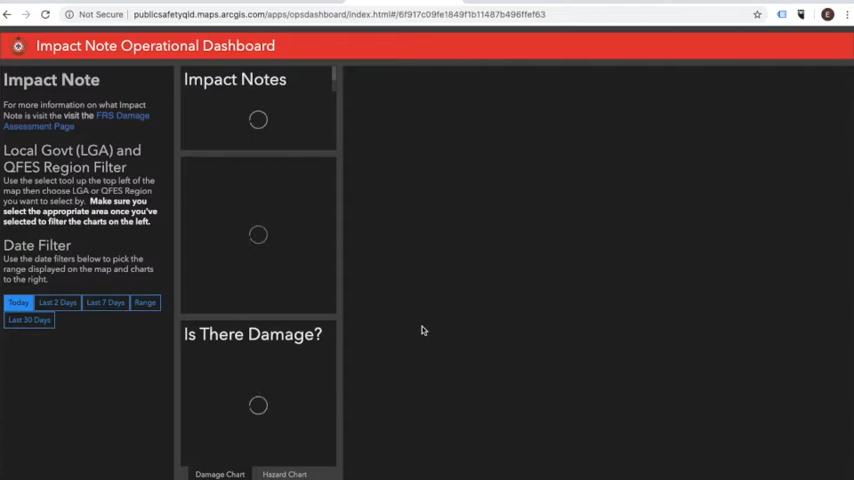 Not Secure
publicsafetyqld.maps.arcgis.com/apps/opsdashboard/index.html#/6f917c09fe1849f1b11487b496ffef63
E
Impact Note Operational Dashboard
Impact Note
For more information on what Impact
Note is visit the visit the FRS Damage
Assessment Page
Local Govt (LGA) and
QFES Region Filter
Use the select tool up the top left of the
map then choose LGA or QFES Region
you want to select by. Make sure you
select the appropriate area once you've
selected to filter the charts on the left.
Date Filter
Use the date filters below to pick the
range displayed on the map and charts
to the right.
Today Last 2 Days Last 7 Days Range
Last 30 Days
Impact Notes
Is There Damage?
Damage Chart Hazard Chart